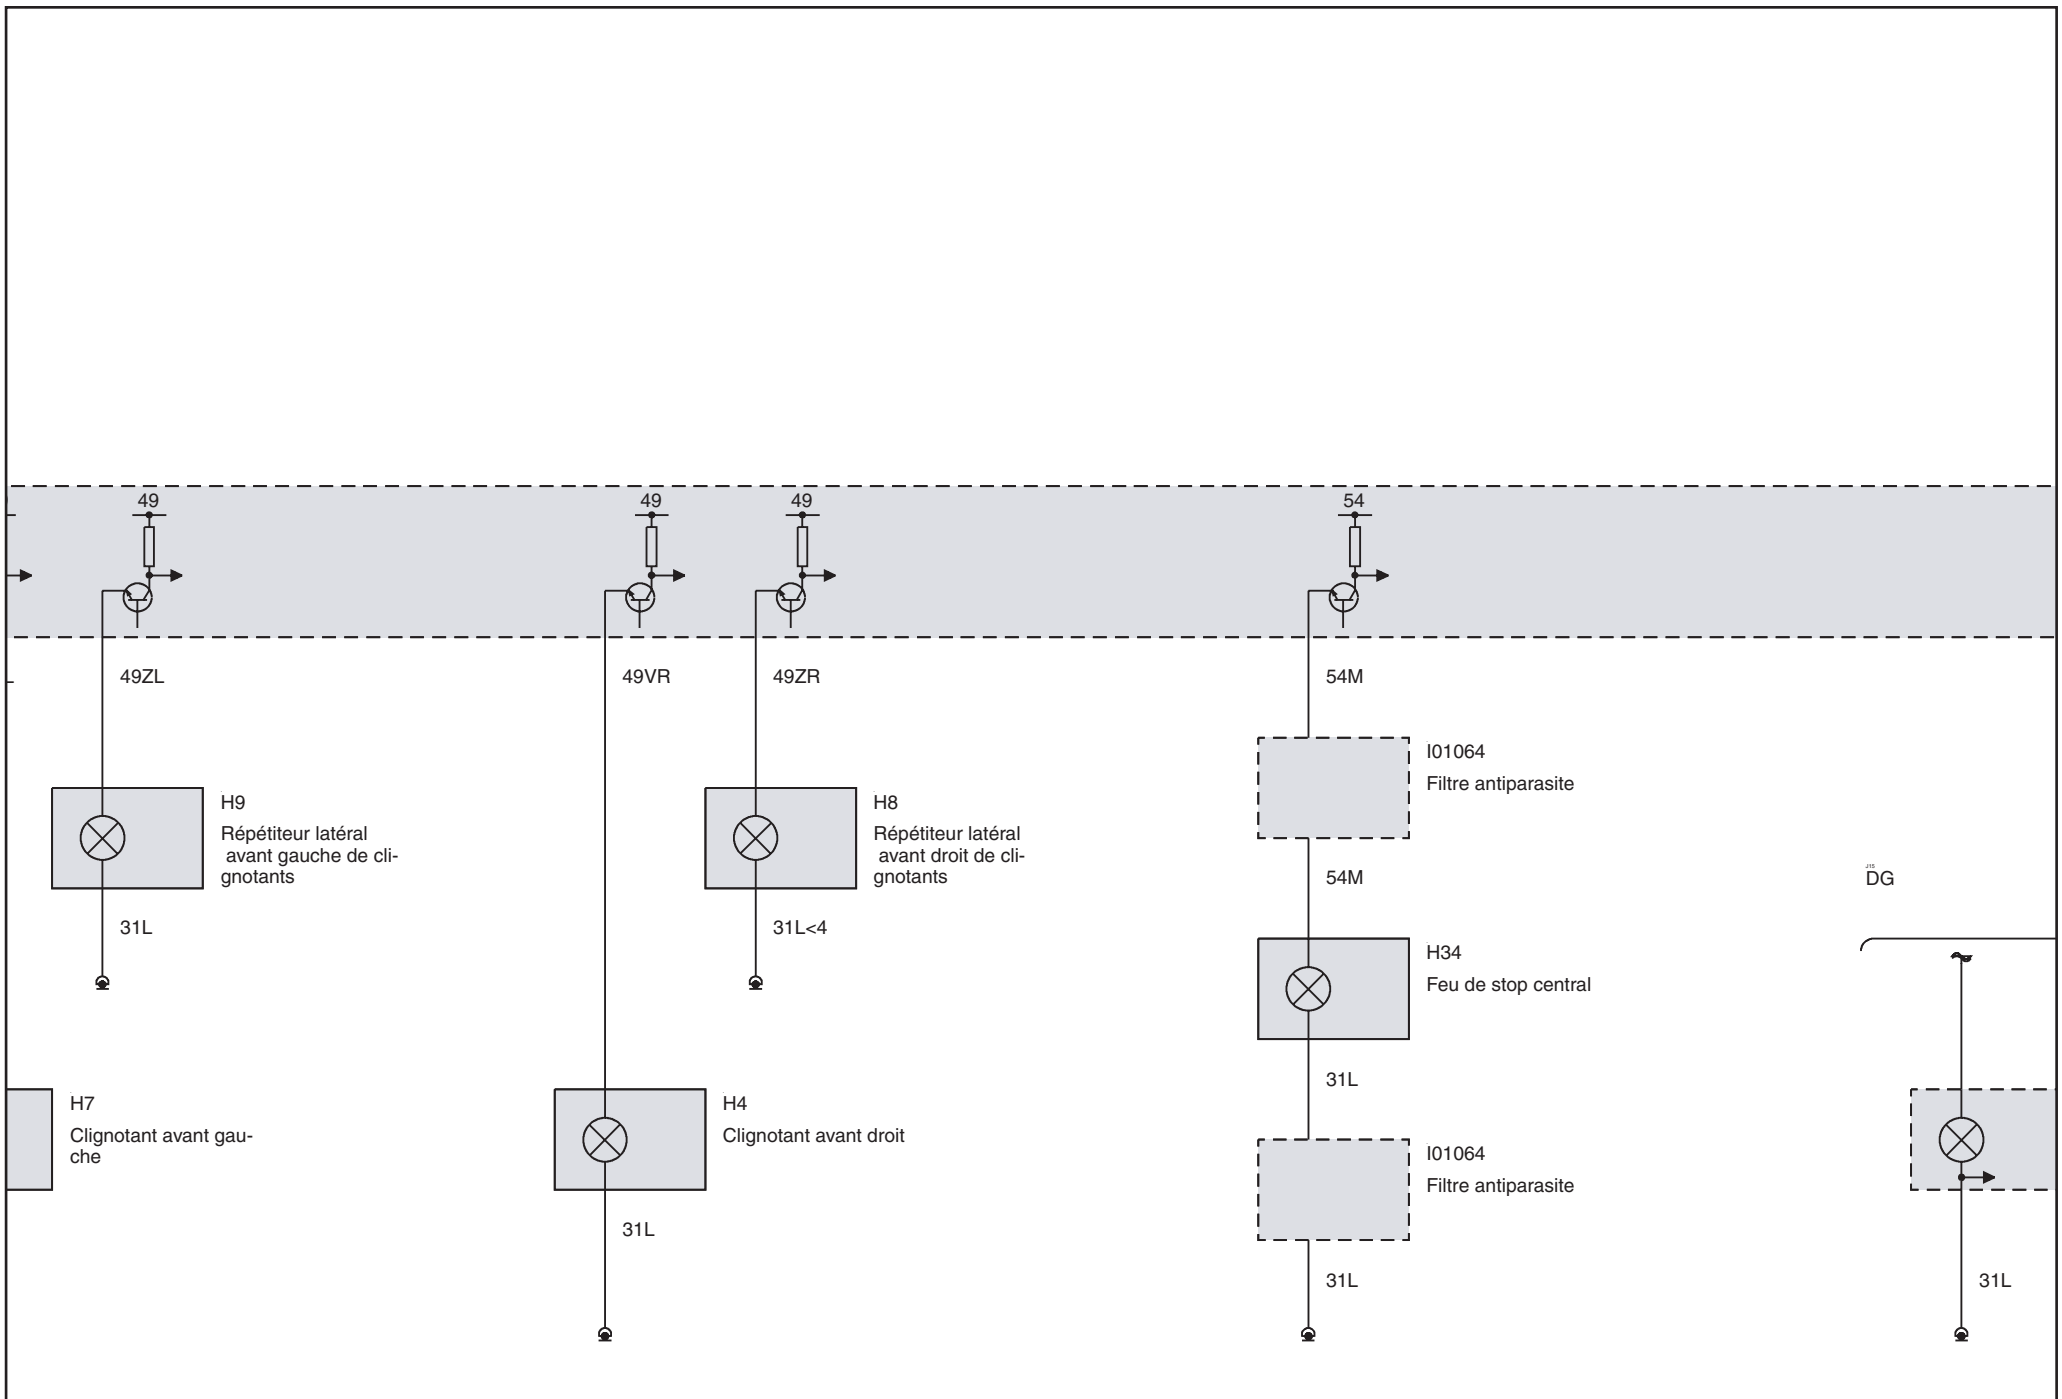 49
49
49
54
49ZL
49VR
49ZR
54M
I01064
Filtre antiparasite
H9
Répétiteur latéral
avant gauche de cli-
gnotants
H8
Répétiteur latéral
avant droit de cli-
gnotants
54M
J15
DG
31L
31L<4
H34
Feu de stop central
31L
H7
Clignotant avant gau-
che
H4
Clignotant avant droit
I01064
Filtre antiparasite
31L
31L
31L